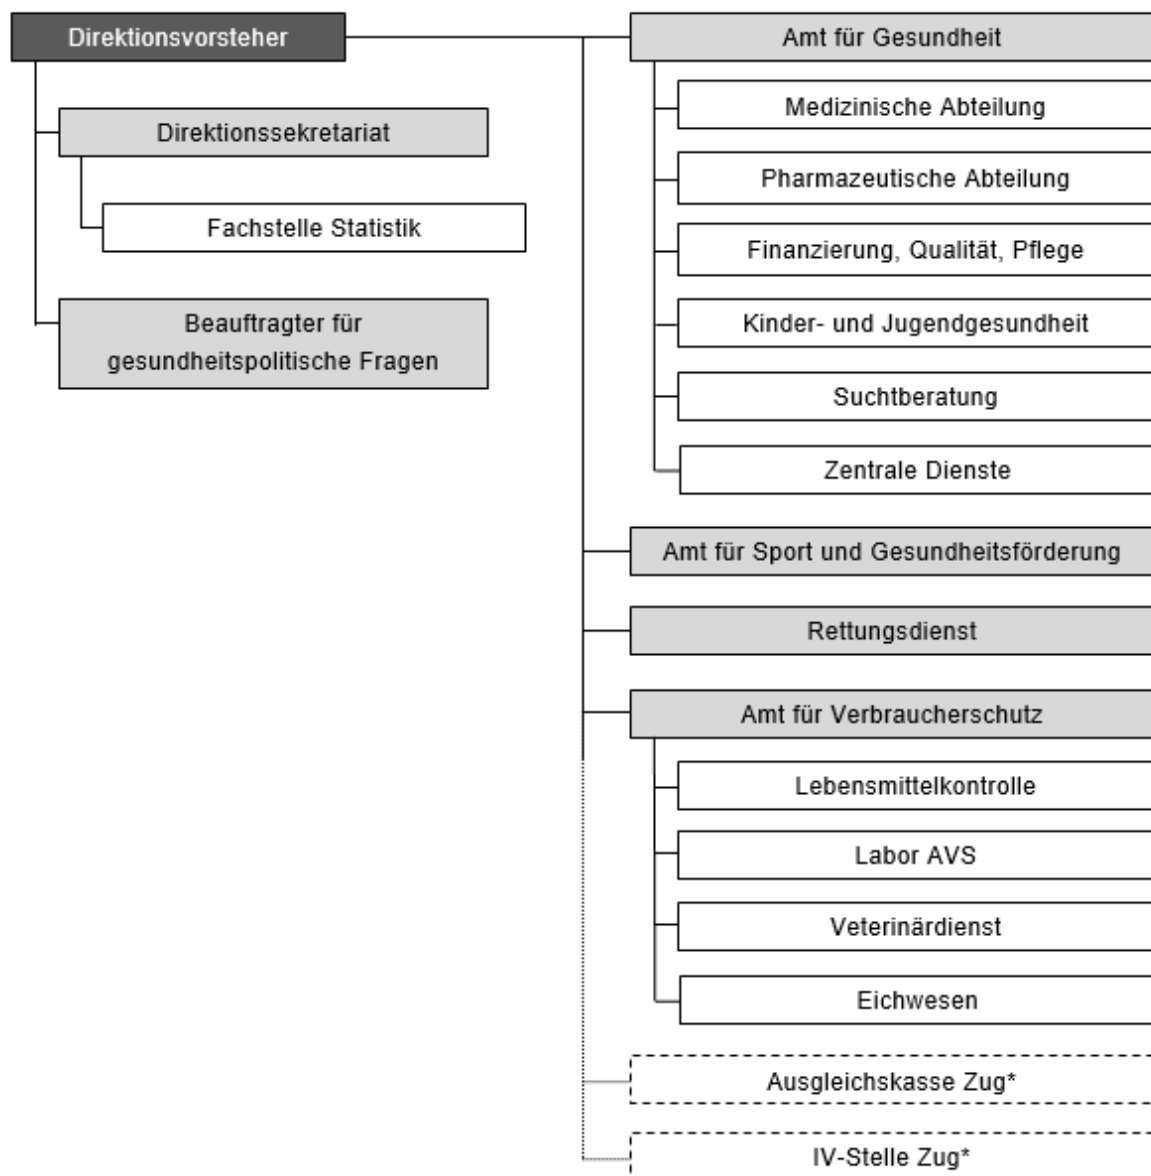 Direktionsvorsteher
Direktionssekretariat
Fachstelle Statistik
Beauftragter für
gesundheitspolitische Fragen
Amt für Gesundheit
Medizinische Abteilung
Pharmazeutische Abteilung
Finanzierung, Qualität, Pflege
Kinder- und Jugendgesundheit
Suchtberatung
Zentrale Dienste
Amt für Sport und Gesundheitsförderung
Rettungsdienst
Amt für Verbraucherschutz
Lebensmittelkontrolle
Labor AVS
Veterinärdienst
Eichwesen
Ausgleichskasse Zug*
IV-Stelle Zug*